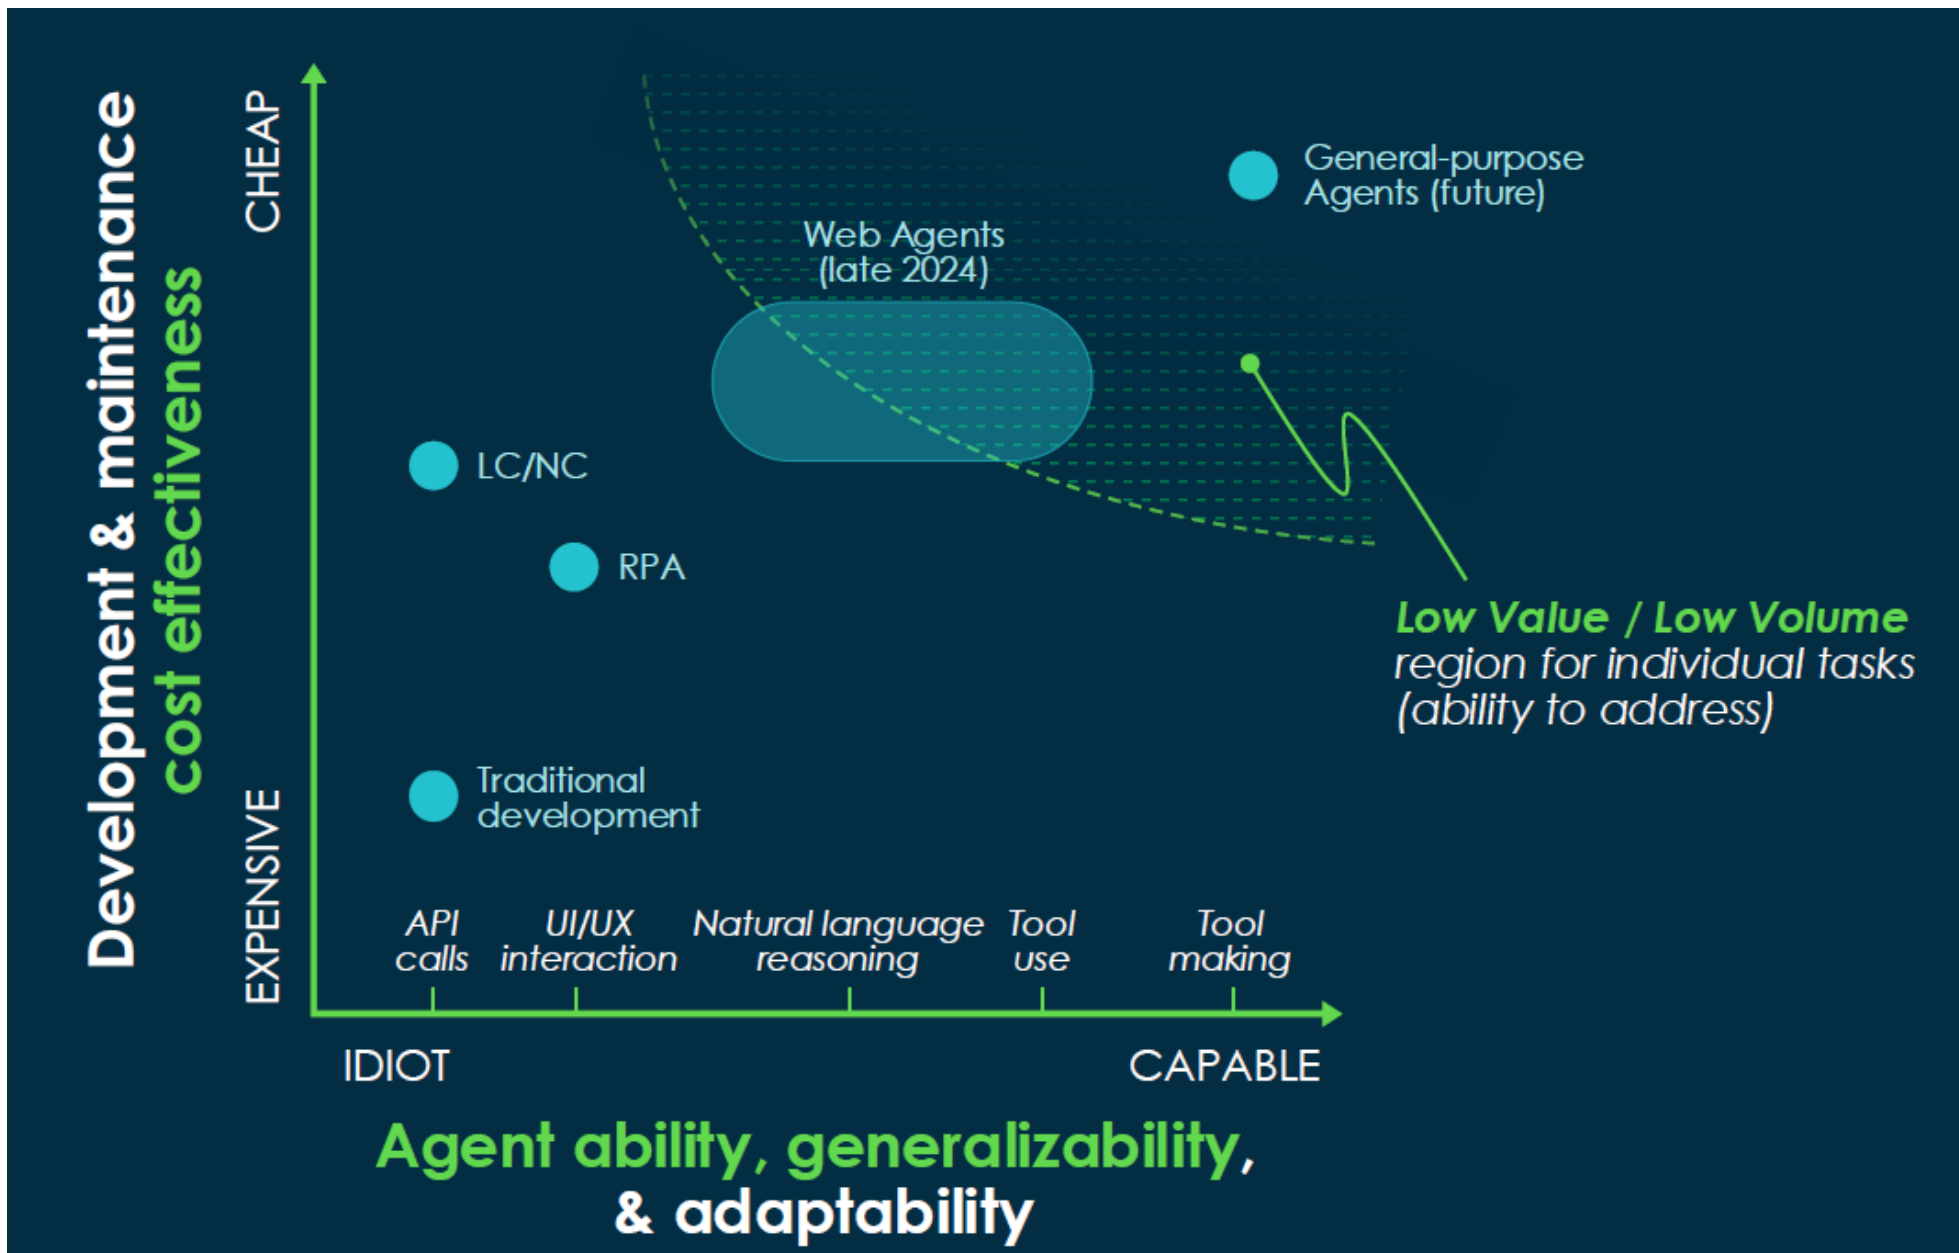 Development & maintenance
cost effectiveness
CHEAP
EXPENSIVE
General-purpose
Agents (future)
Web Agents
(late 2024)
LC/NC
RPA
Traditional
development
Low Value / Low Volume
region for individual tasks
(ability to address)
API
calls
UI/UX
interaction
Natural language
reasoning
Tool
use
Tool
making
IDIOT
CAPABLE
Agent ability, generalizability,
& adaptability